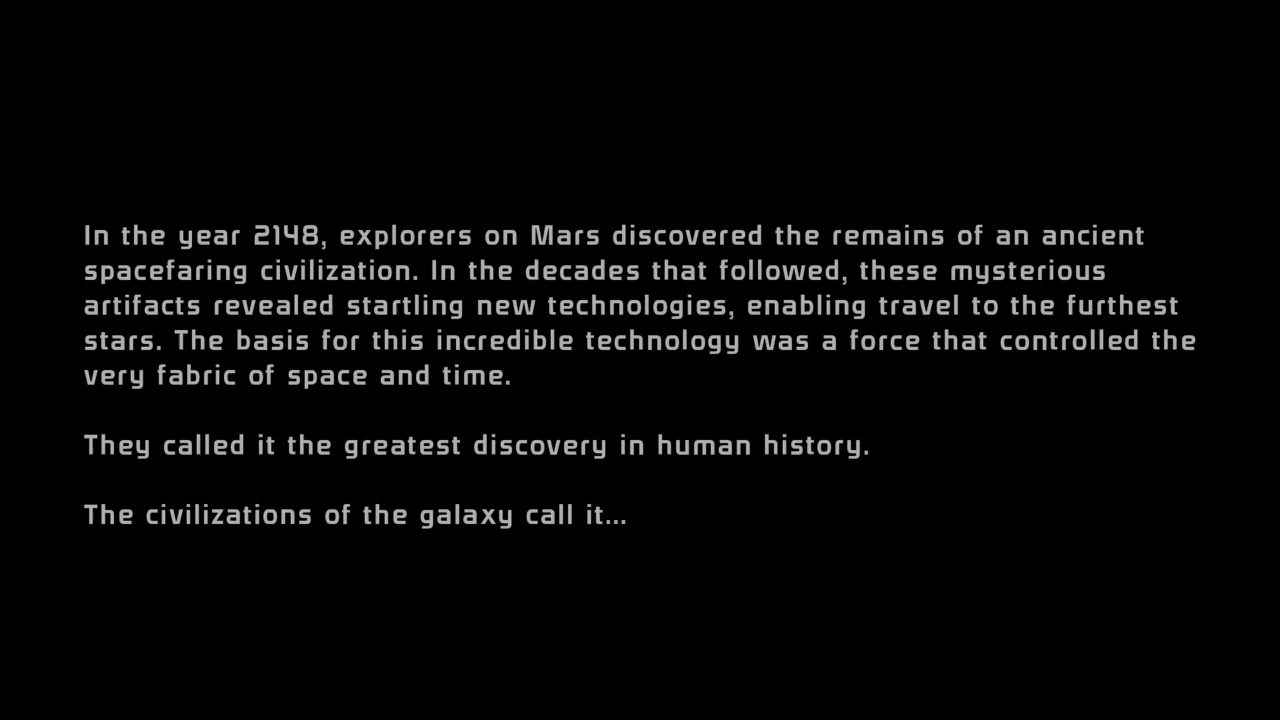 In the year 2148, explorers on Mars discovered the remains of an ancient
spacefaring civilization. In the decades that followed, these mysterious
artifacts revealed startling new technologies, enabling travel to the furthest
stars. The basis for this incredible technology was a force that controlled the
very fabric of space and time.
They called it the greatest discovery in human history.
The civilizations of the galaxy call it...